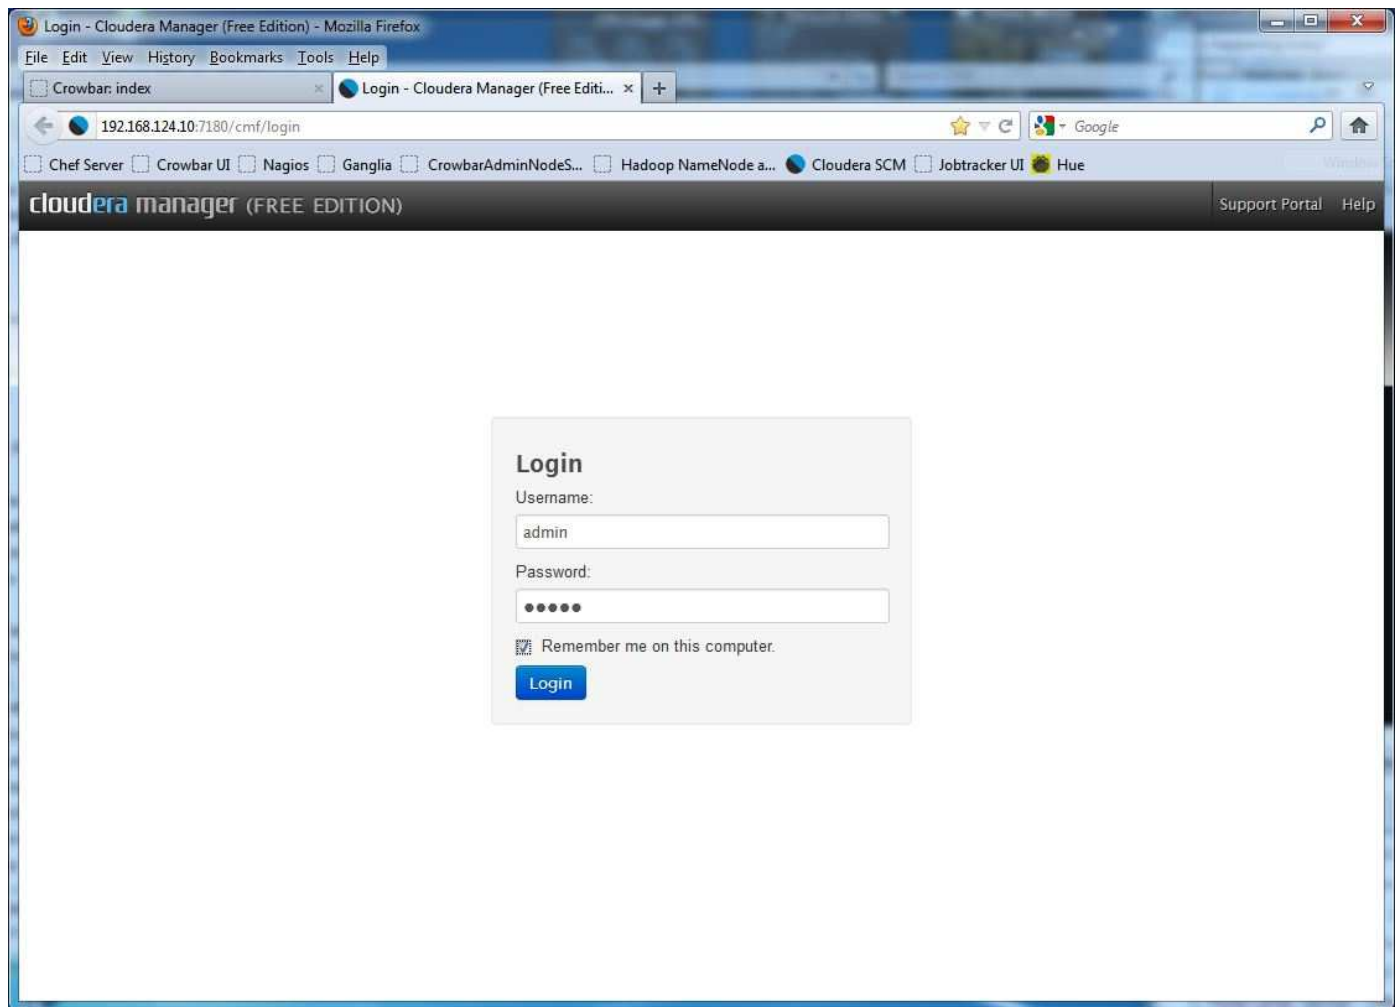 Login - Cloudera Manager (Free Edition) - Mozilla Firefox
File Edit View History Bookmarks Tools Help
Crowbar: index
Login - Cloudera Manager (Free Editi...
192.168.124.10:7180/cmf/login
Google
Chef Server Crowbar UI Nagios Ganglia CrowbarAdminNodeS... Hadoop NameNode a... Cloudera SCM Jobtracker UI Hue
cloudera manager (FREE EDITION)
Support Portal Help
Login
Username:
admin
Password:
●●●●●
Remember me on this computer.
Login